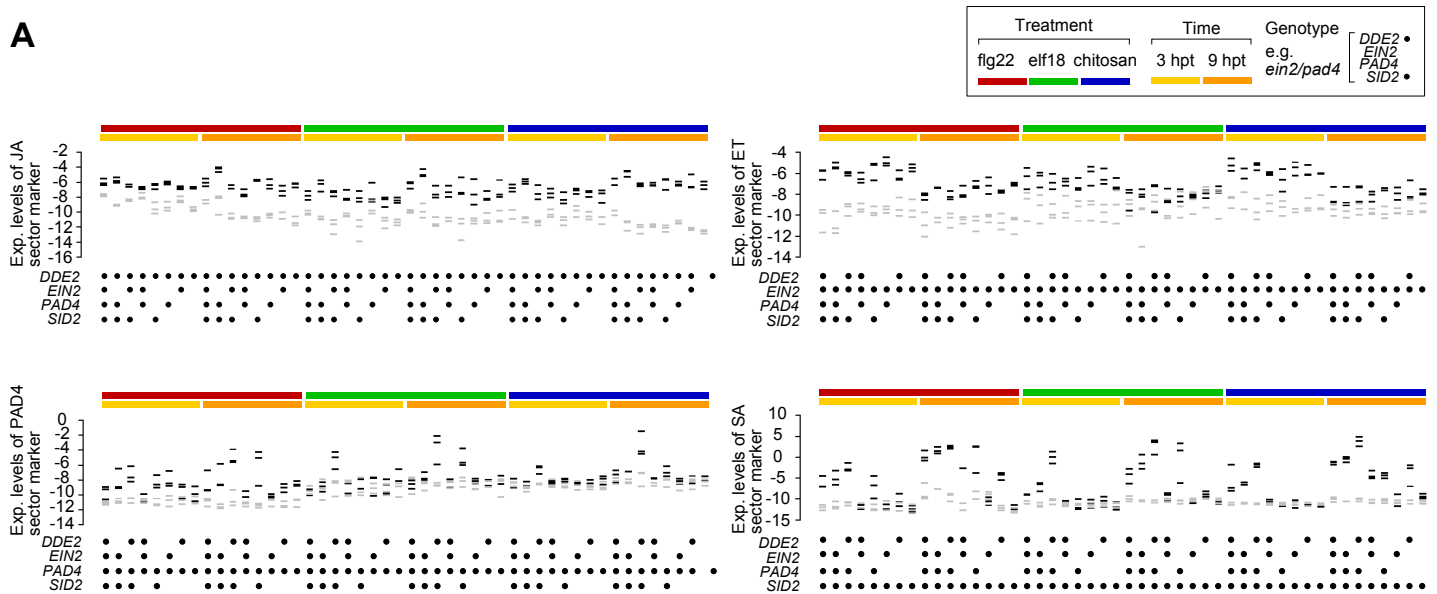 A
Treatment
Time
Genotype
flg22 elf18 chitosan
3 hpt 9 hpt
e.g.
ein2/pad4
DDE2
EIN2
PAD4
SID2
Exp. levels of JA
sector marker
-2
-4
-6
-8
-10
-12
-14
-16
DDE2
EIN2
PAD4
SID2
Exp. levels of ET
sector marker
-4
-6
-8
-10
-12
-14
DDE2
EIN2
PAD4
SID2
Exp. levels of PAD4
sector marker
0
-2
-4
-6
-8
-10
-12
-14
DDE2
EIN2
PAD4
SID2
Exp. levels of SA
sector marker
10
5
0
-5
-10
-15
DDE2
EIN2
PAD4
SID2